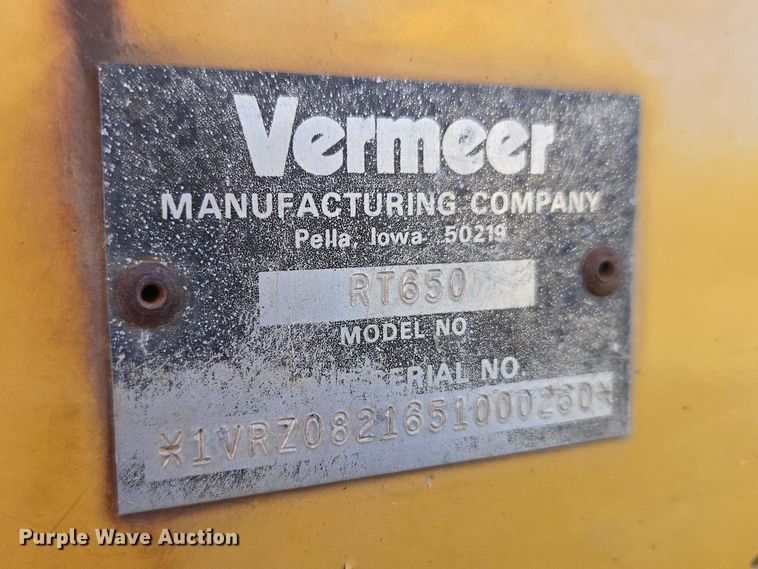 Vermeer
MANUFACTURING COMPANY
Pella, Iowa 50219
RT650
MODEL NO
SERIAL NO
*1VRZ0821651000260*
Purple Wave Auction